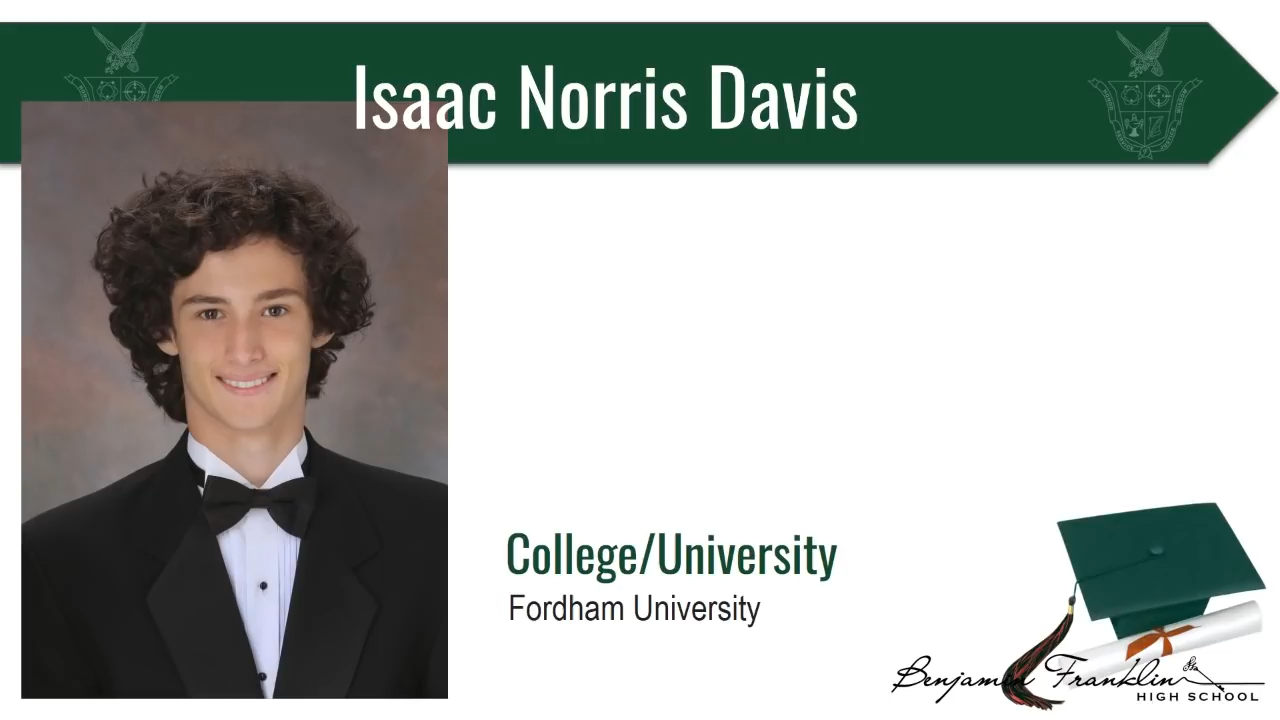 Isaac Norris Davis
College/University
Fordham University
Benjamin Franklin
HIGH SCHOOL